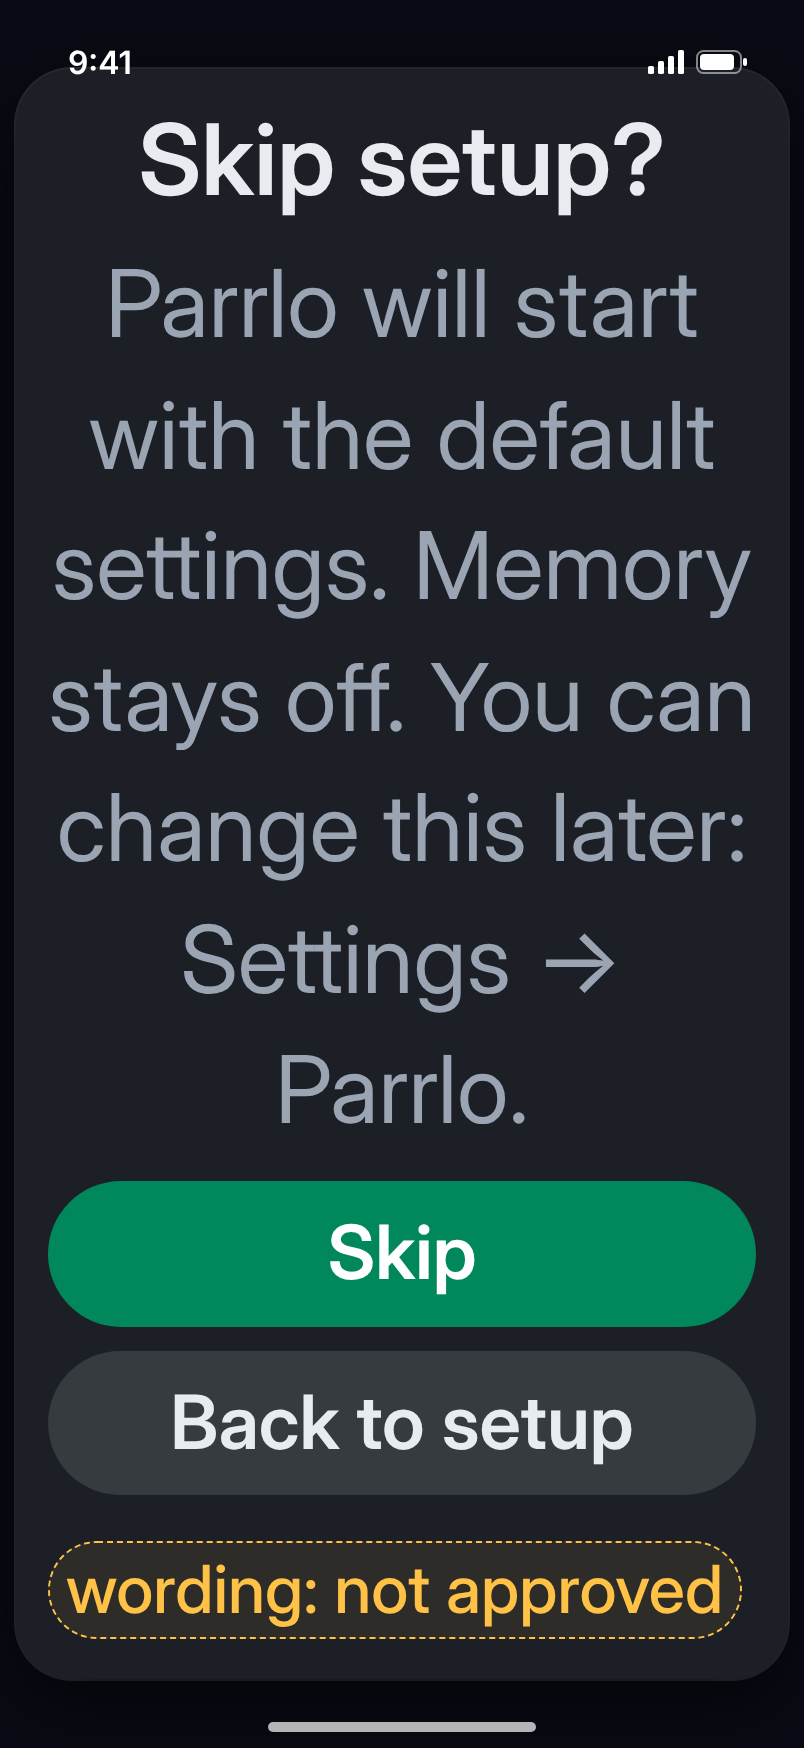 9:41
Skip setup?
Parrlo will start
with the default
settings. Memory
stays off. You can
change this later:
Settings →
Parrlo.
Skip
Back to setup
wording: not approved